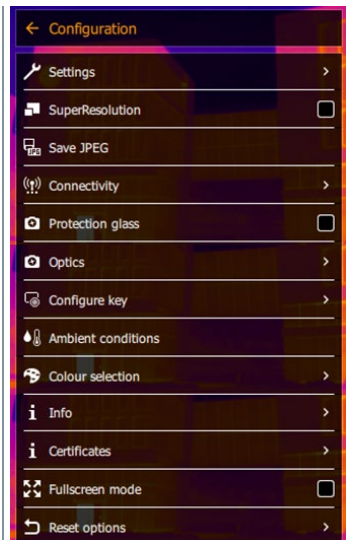 Configuration
Settings
SuperResolution
JPG
Save JPEG
Connectivity
Protection glass
Optics
Configure key
Ambient conditions
Colour selection
Info
Certificates
Fullscreen mode
Reset options